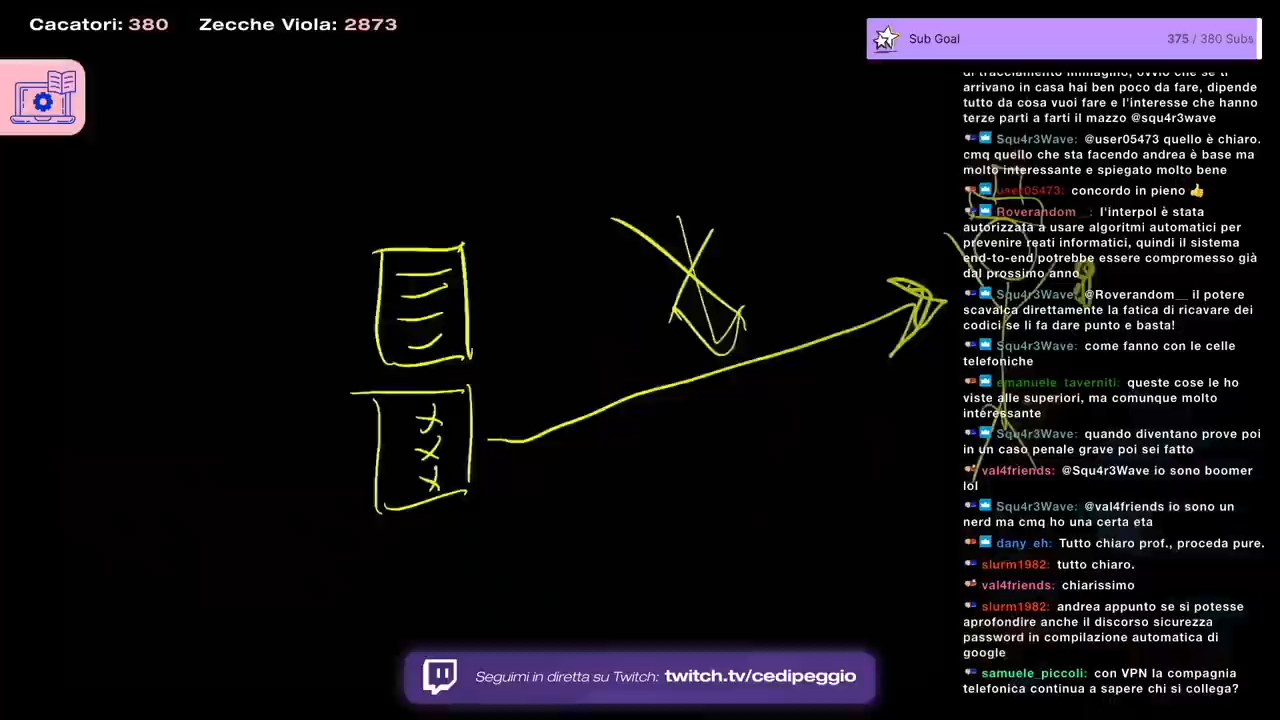 Cacatori: 380 Zecche Viola: 2873
Sub Goal 375 / 380 Subs
arrivano in casa hai ben poco da fare, dipende
tutto da cosa vuoi fare e l'interesse che hanno
terze parti a farti il mazzo @squ4r3wave
Squ4r3Wave: @user05473 quello è chiaro.
cmq quello che sta facendo andrea è base ma
molto interessante e spiegato molto bene
user05473: concordo in pieno 👍
Roverandom__: l'interpol è stata
autorizzata a usare algoritmi automatici per
prevenire reati informatici, quindi il sistema
end-to-end potrebbe essere compromesso già
dal prossimo anno
Squ4r3Wave: @Roverandom__ il potere
scavalca direttamente la fatica di ricavare dei
codici se li fa dare punto e basta!
Squ4r3Wave: come fanno con le celle
telefoniche
emanuele_taverniti: queste cose le ho
viste alle superiori, ma comunque molto
interessante
Squ4r3Wave: quando diventano prove poi
in un caso penale grave poi sei fatto
val4friends: @Squ4r3Wave io sono boomer
lol
Squ4r3Wave: @val4friends io sono un
nerd ma cmq ho una certa eta
dany_eh: Tutto chiaro prof., proceda pure.
slurm1982: tutto chiaro.
val4friends: chiarissimo
slurm1982: andrea appunto se si potesse
aprofondire anche il discorso sicurezza
password in compilazione automatica di
google
samuele_piccoli: con VPN la compagnia
telefonica continua a sapere chi si collega?
Seguimi in diretta su Twitch: twitch.tv/cedipeggio